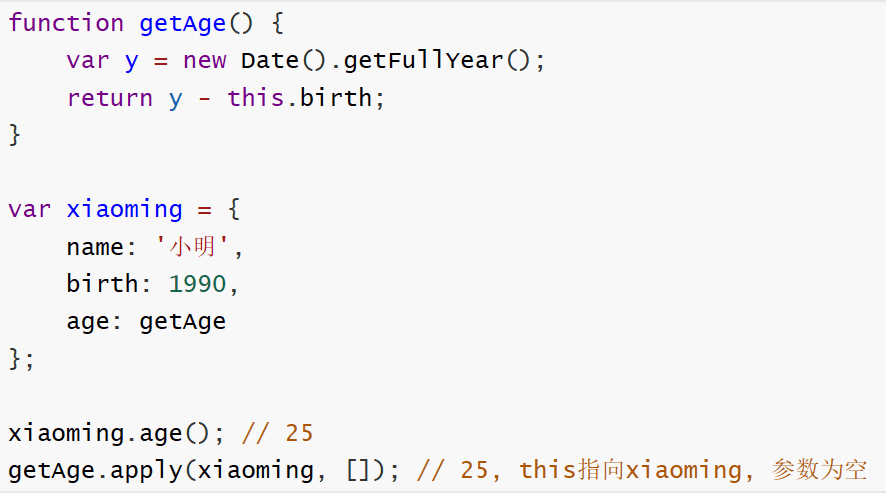 function getAge() {
    var y = new Date().getFullYear();
    return y - this.birth;
}

var xiaoming = {
    name: '小明',
    birth: 1990,
    age: getAge
};

xiaoming.age(); // 25
getAge.apply(xiaoming, []); // 25, this指向xiaoming, 参数为空